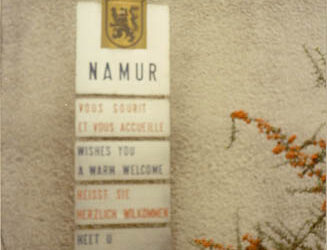 NAMUR
VOUS SOURIT
ET VOUS ACCUEILLE
WISHES YOU
A WARM WELCOME
HEISST SIE
HERZLICH WILKOMMEN
HEET U